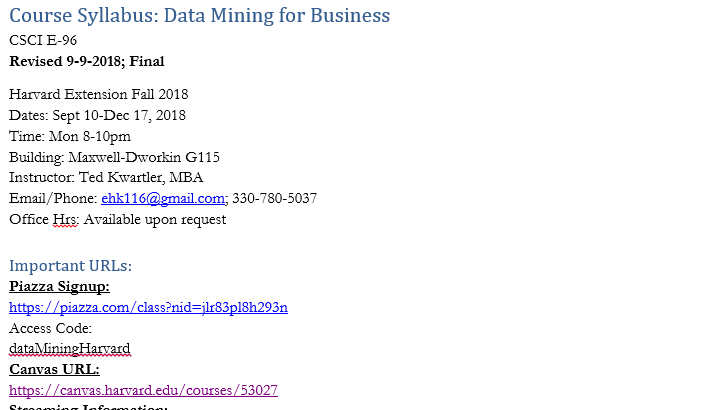 Course Syllabus: Data Mining for Business
CSCI E-96
Revised 9-9-2018; Final
Harvard Extension Fall 2018
Dates: Sept 10-Dec 17, 2018
Time: Mon 8-10pm
Building: Maxwell-Dworkin G115
Instructor: Ted Kwartler, MBA
Email/Phone: ehk116@gmail.com; 330-780-5037
Office Hrs: Available upon request
Important URLs:
Piazza Signup:
https://piazza.com/class?nid=jlr83pl8h293n
Access Code:
dataMiningHarvard
Canvas URL:
https://canvas.harvard.edu/courses/53027
Streaming Information: